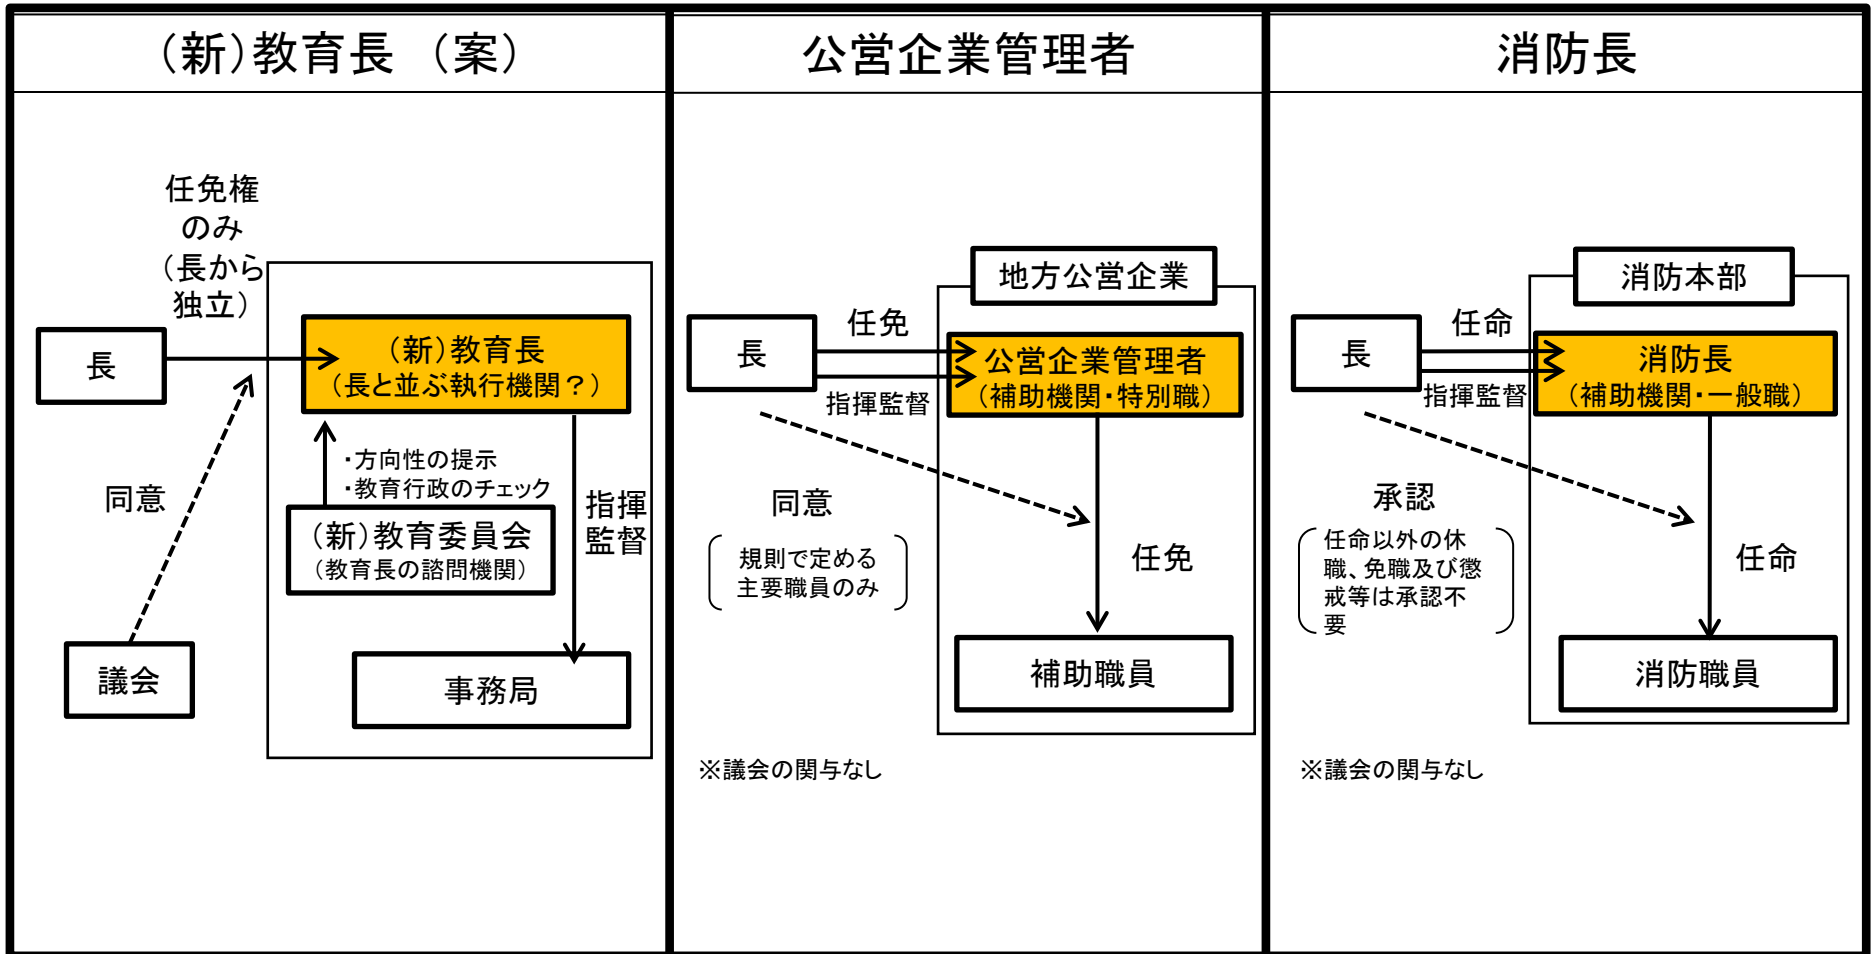 （新）教育長　（案）
任免権
のみ
（長から
独立）
長
（新）教育長
（長と並ぶ執行機関？）
・方向性の提示
・教育行政のチェック
同意
（新）教育委員会
（教育長の諮問機関）
指揮
監督
議会
事務局
公営企業管理者
地方公営企業
長
任免
指揮監督
公営企業管理者
（補助機関・特別職）
同意
規則で定める
主要職員のみ
任免
補助職員
※議会の関与なし
消防長
消防本部
長
任命
指揮監督
消防長
（補助機関・一般職）
承認
任命以外の休
職、免職及び懲
戒等は承認不
要
任命
消防職員
※議会の関与なし